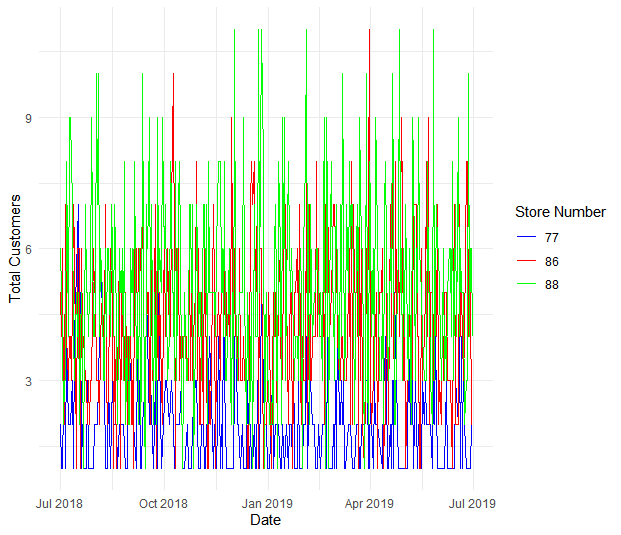 Total Customers
9
6
3
Jul 2018
Oct 2018
Jan 2019
Apr 2019
Jul 2019
Date
Store Number
77
86
88